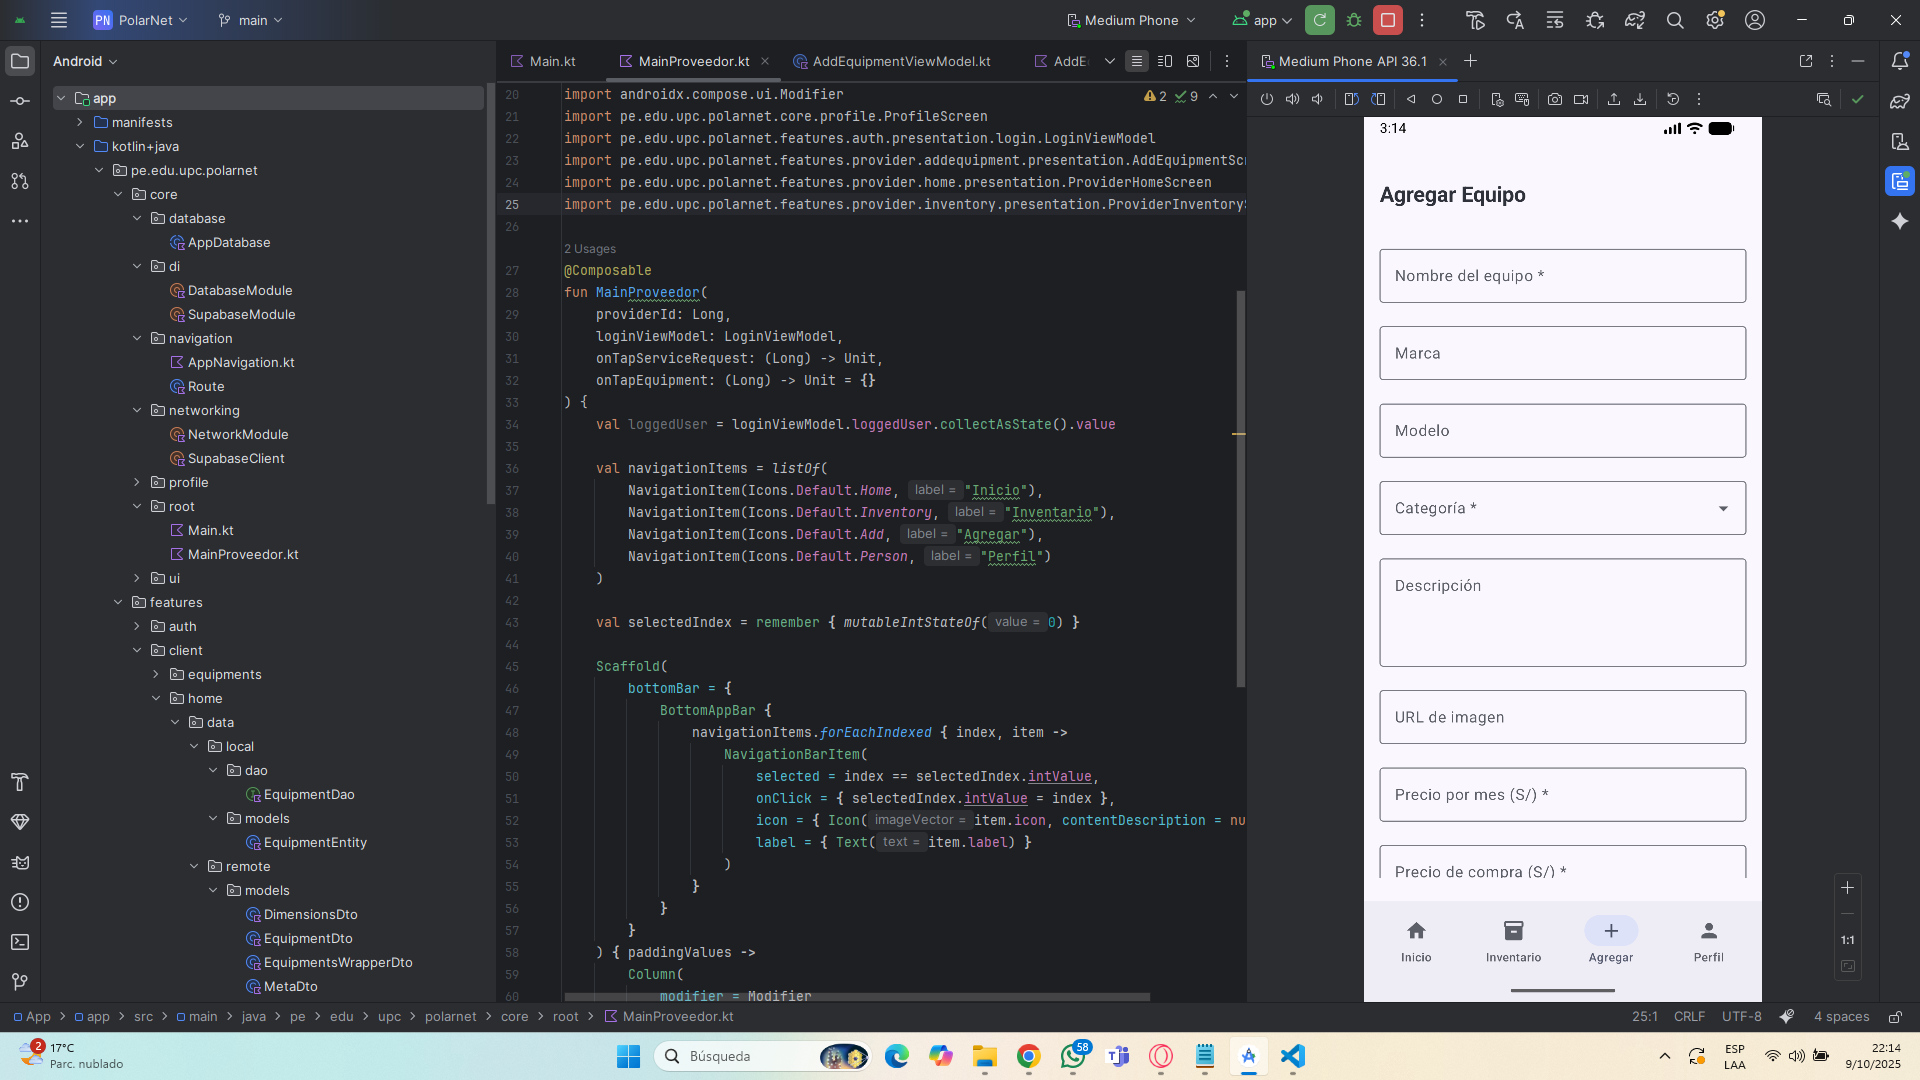 PN PolarNet
main
Medium Phone
app
Android
app
manifests
kotlin+java
pe.edu.upc.polarnet
core
database
AppDatabase
di
DatabaseModule
SupabaseModule
navigation
AppNavigation.kt
Route
networking
NetworkModule
SupabaseClient
profile
root
Main.kt
MainProveedor.kt
ui
features
auth
client
equipments
home
data
local
dao
EquipmentDao
models
EquipmentEntity
remote
models
DimensionsDto
EquipmentDto
EquipmentsWrapperDto
MetaDto
Main.kt
MainProveedor.kt
AddEquipmentViewModel.kt
AddE
2 9
20 import androidx.compose.ui.Modifier
21 import pe.edu.upc.polarnet.core.profile.ProfileScreen
22 import pe.edu.upc.polarnet.features.auth.presentation.login.LoginViewModel
23 import pe.edu.upc.polarnet.features.provider.addequipment.presentation.AddEquipmentScr
24 import pe.edu.upc.polarnet.features.provider.home.presentation.ProviderHomeScreen
25 import pe.edu.upc.polarnet.features.provider.inventory.presentation.ProviderInventoryS
26
2 Usages
27 @Composable
28 fun MainProveedor(
29 providerId: Long,
30 loginViewModel: LoginViewModel,
31 onTapServiceRequest: (Long) -> Unit,
32 onTapEquipment: (Long) -> Unit = {}
33 ) {
34 val loggedUser = loginViewModel.loggedUser.collectAsState().value
35
36 val navigationItems = listOf(
37 NavigationItem(Icons.Default.Home, label = "Inicio"),
38 NavigationItem(Icons.Default.Inventory, label = "Inventario"),
39 NavigationItem(Icons.Default.Add, label = "Agregar"),
40 NavigationItem(Icons.Default.Person, label = "Perfil")
41 )
42
43 val selectedIndex = remember { mutableIntStateOf( value = 0) }
44
45 Scaffold(
46 bottomBar = {
47 BottomAppBar {
48 navigationItems.forEachIndexed { index, item ->
49 NavigationBarItem(
50 selected = index == selectedIndex.intValue,
51 onClick = { selectedIndex.intValue = index },
52 icon = { Icon( imageVector = item.icon, contentDescription = nu
53 label = { Text( text = item.label) }
54 )
55 }
56 }
57 }
58 ) { paddingValues ->
59 Column(
60 modifier = Modifier
Medium Phone API 36.1
3:14
Agregar Equipo
Nombre del equipo *
Marca
Modelo
Categoría *
Descripción
URL de imagen
Precio por mes (S/) *
Precio de compra (S/) *
Inicio
Inventario
Agregar
Perfil
1:1
App > app > src > main > java > pe > edu > upc > polarnet > core > root > MainProveedor.kt
25:1 CRLF UTF-8 4 spaces
2
17°C
Parc. nublado
Búsqueda
58
ESP
LAA
22:14
9/10/2025